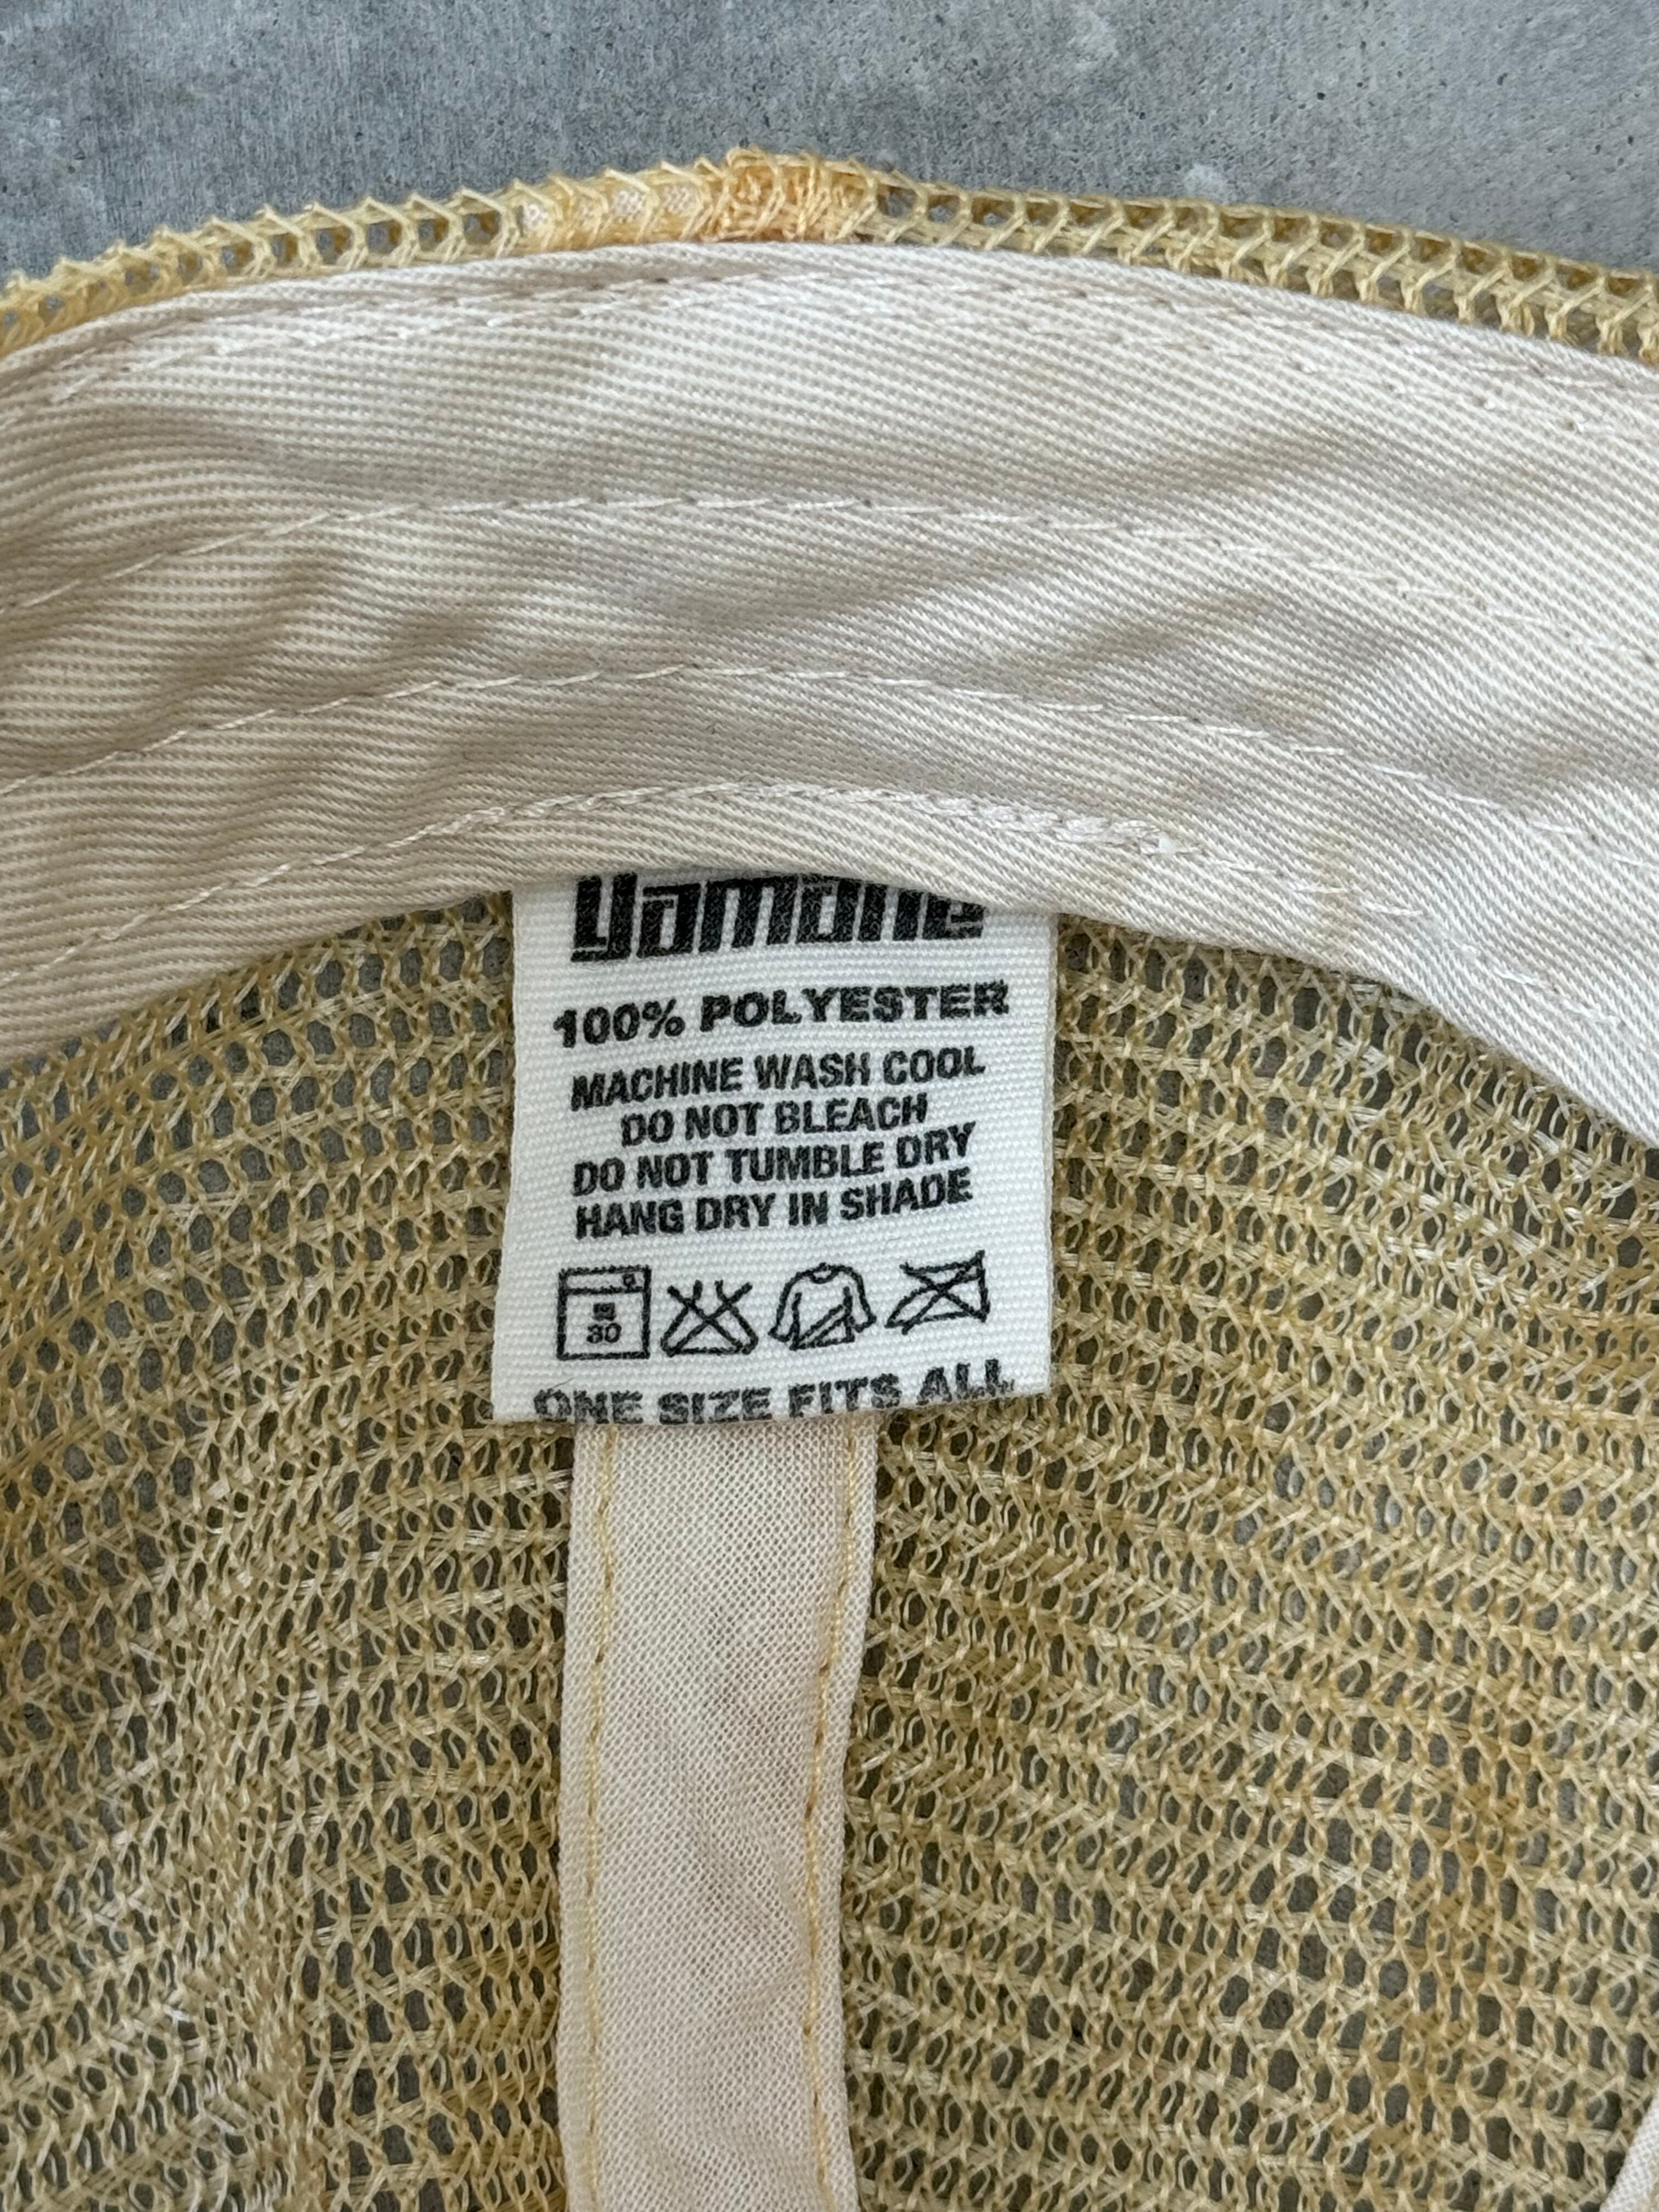 Yamane
100% POLYESTER
MACHINE WASH COOL
DO NOT BLEACH
DO NOT TUMBLE DRY
HANG DRY IN SHADE
30
ONE SIZE FITS ALL